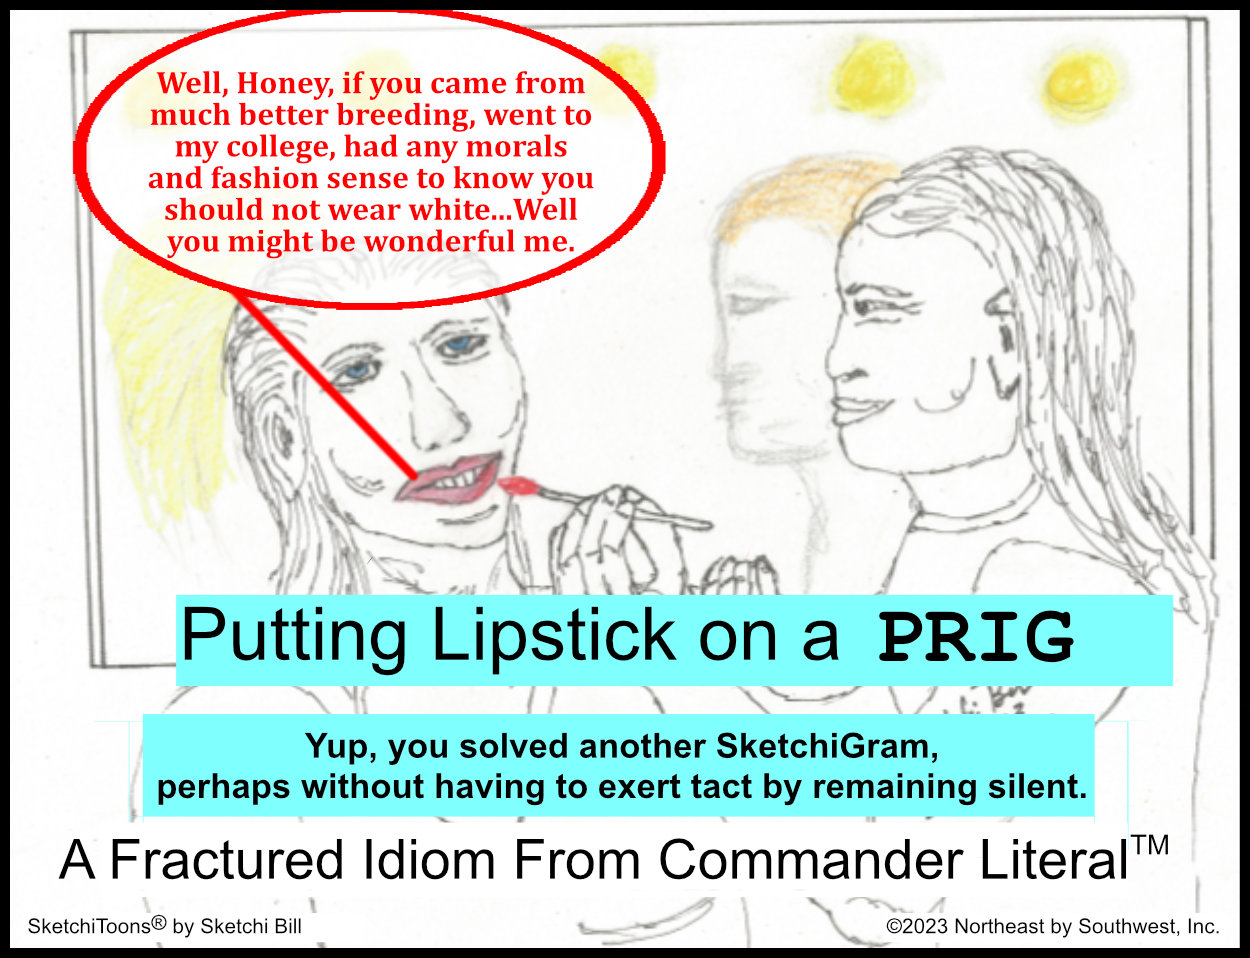 Well, Honey, if you came from
much better breeding, went to
my college, had any morals
and fashion sense to know you
should not wear white...Well
you might be wonderful me.
Putting Lipstick on a PRIG
Yup, you solved another SketchiGram,
perhaps without having to exert tact by remaining silent.
A Fractured Idiom From Commander Literal™
SketchiToons® by Sketchi Bill
©2023 Northeast by Southwest, Inc.